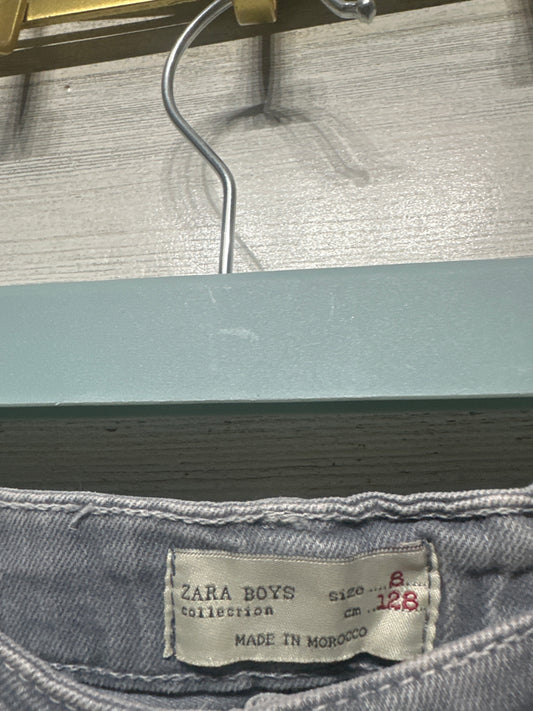 ZARA BOYS size .... 8 ....
collection cm ..128 ..
MADE IN MOROCCO